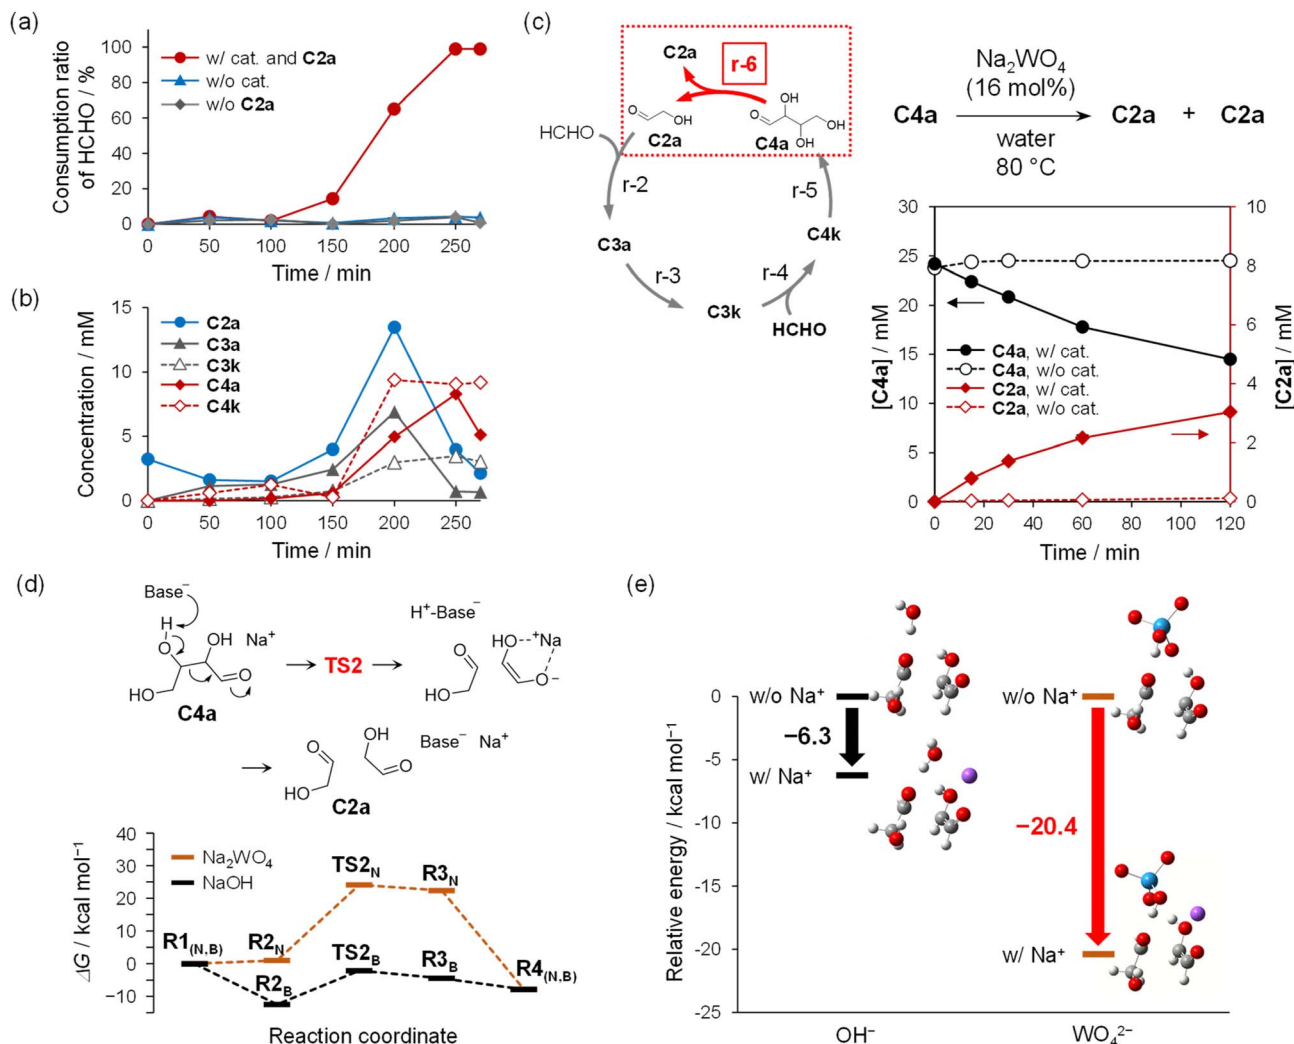 (a)
Consumption ratio
of HCHO / %
100
80
60
40
20
0
w/ cat. and C2a
w/o cat.
w/o C2a
0 50 100 150 200 250
Time / min
(b)
Concentration / mM
15
10
5
0
C2a
C3a
C3k
C4a
C4k
0 50 100 150 200 250
Time / min
(c)
C2a
r-6
O
OH
C2a
O
OH
OH
OH
C4a
HCHO
r-2
r-5
C3a
C4k
r-3
r-4
C3k
HCHO
Na₂WO₄
(16 mol%)
C4a
C2a + C2a
water
80 °C
[C4a] / mM
30
25
20
15
10
5
0
C4a, w/ cat.
C4a, w/o cat.
C2a, w/ cat.
C2a, w/o cat.
10
8
6
4
2
0
[C2a] / mM
0 20 40 60 80 100 120
Time / min
(d)
Base⁻
H
O
OH
Na⁺
O
HO
C4a
TS2
H⁺-Base⁻
O
HO
HO
⁺Na
O⁻
O
HO
OH
O
Base⁻ Na⁺
C2a
ΔG / kcal mol⁻¹
40
30
20
10
0
−10
Na₂WO₄
NaOH
R1(N,B)
R2N
TS2N
R3N
R2B
TS2B
R3B
R4(N,B)
Reaction coordinate
(e)
Relative energy / kcal mol⁻¹
0
-5
-10
-15
-20
-25
w/o Na⁺
−6.3
w/ Na⁺
w/o Na⁺
−20.4
w/ Na⁺
OH⁻
WO₄²⁻